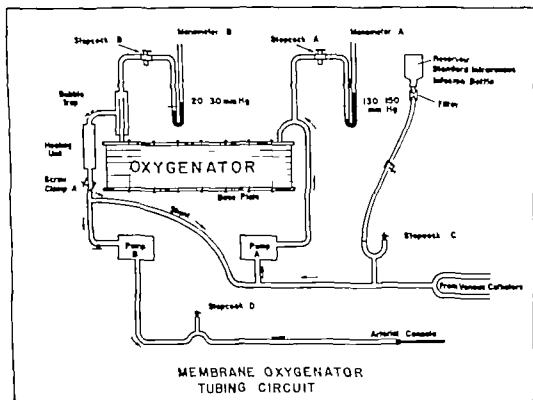 Stopcock B
Manometer B
Stopcock A
Manometer A
Reservoir
Standard Intravenous
Infusion Bottle
Filter
Bubble
Trap
20 30 mm Hg
130 150
mm Hg
Heating
Unit
OXYGENATOR
Screw
Clamp A
Base Plate
Shunt
Stopcock C
Pump
B
Pump
A
From Venous Catheters
Stopcock D
Arterial Cannula
MEMBRANE OXYGENATOR
TUBING CIRCUIT